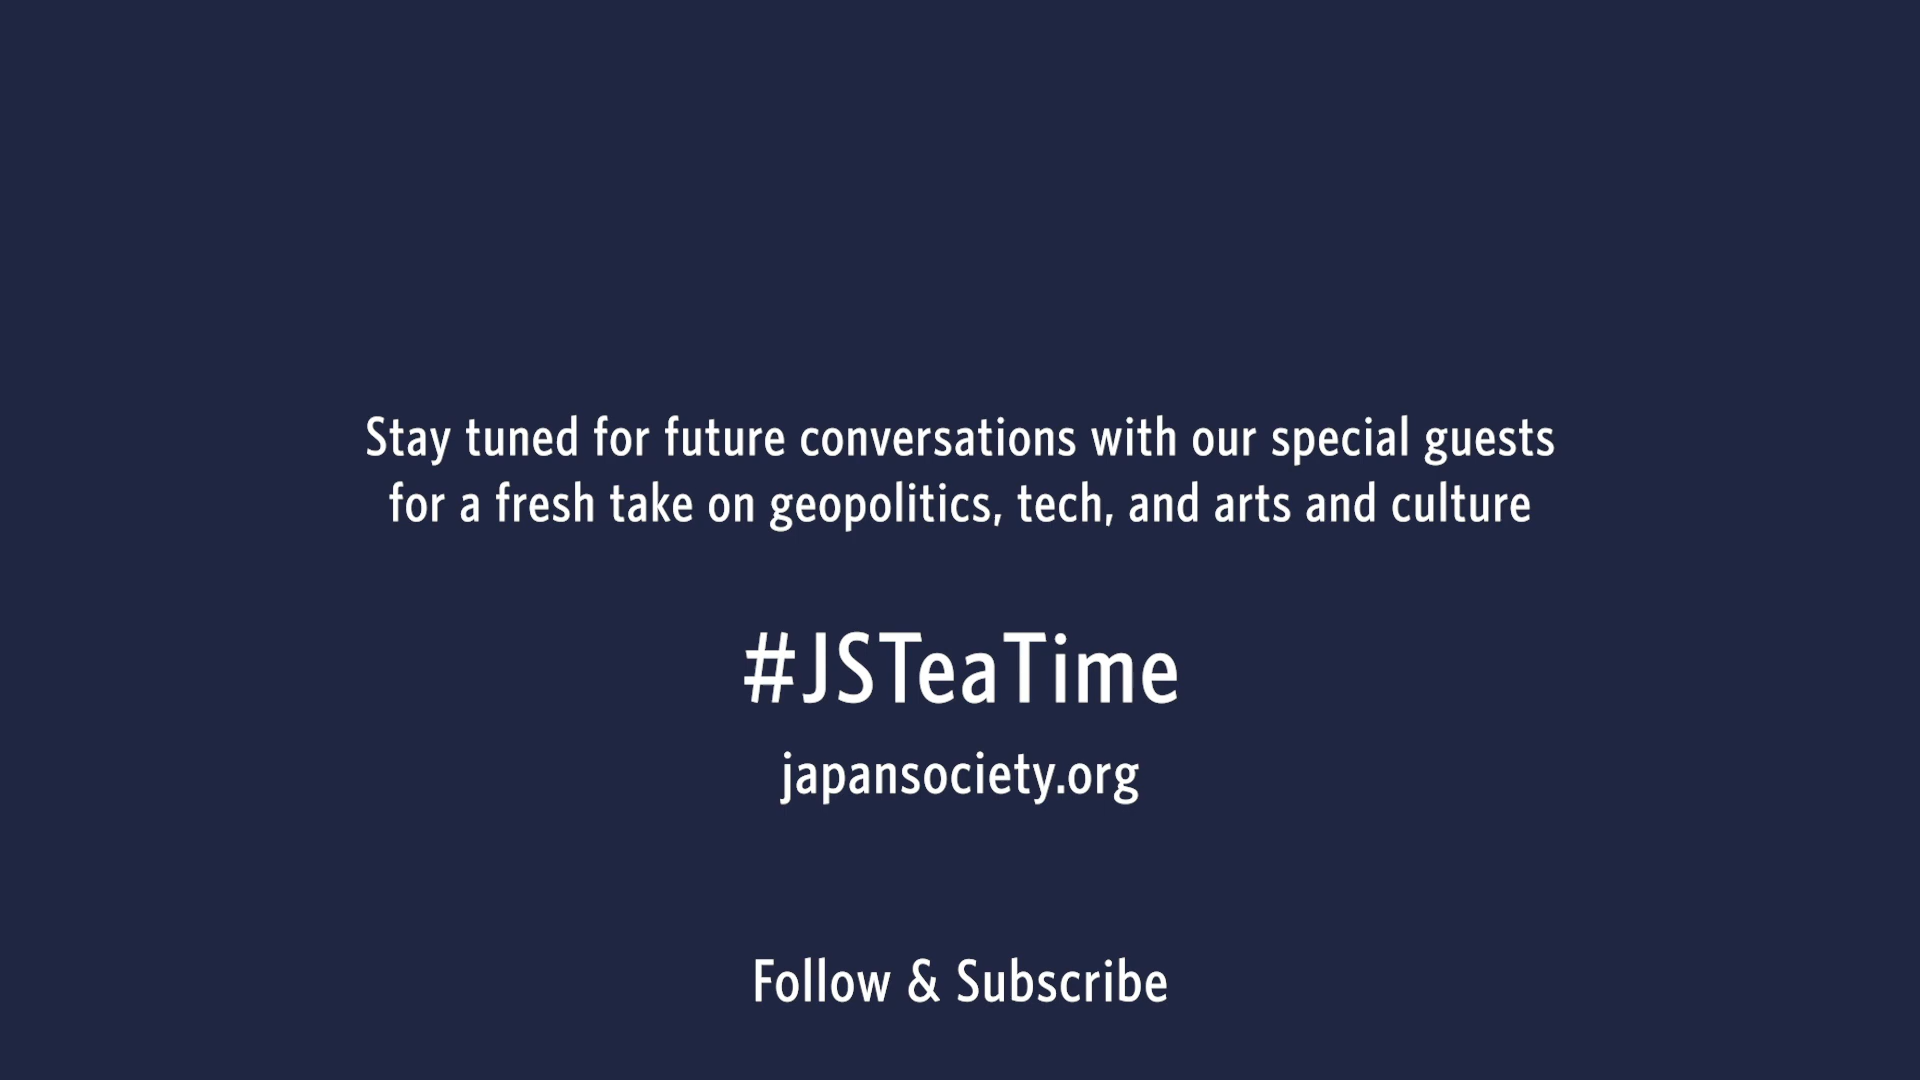 Stay tuned for future conversations with our special guests
for a fresh take on geopolitics, tech, and arts and culture
#JSTeaTime
japansociety.org
Follow & Subscribe